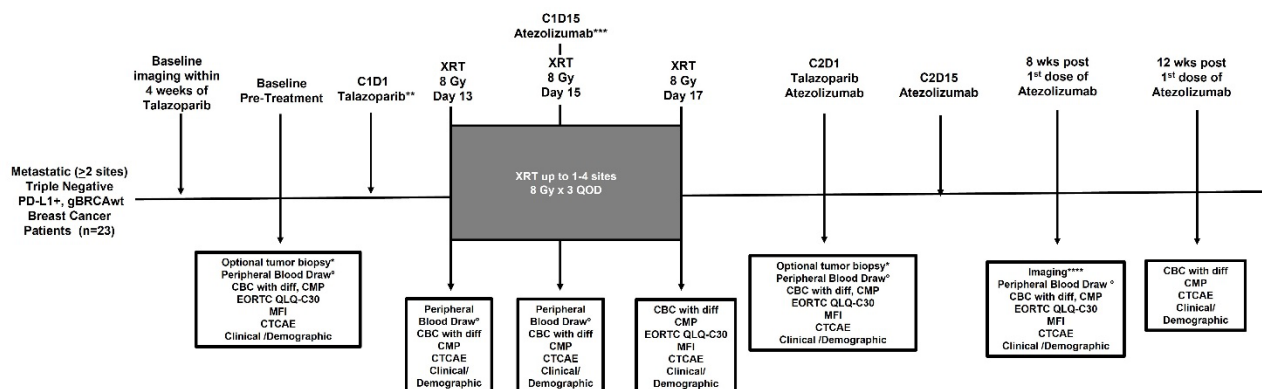 Baseline
imaging within
4 weeks of
Talazoparib
Baseline
Pre-Treatment
C1D1
Talazoparib**
XRT
8 Gy
Day 13
C1D15
Atezolizumab***
XRT
8 Gy
Day 15
XRT
8 Gy
Day 17
C2D1
Talazoparib
Atezolizumab
C2D15
Atezolizumab
8 wks post
1st dose of
Atezolizumab
12 wks post
1st dose of
Atezolizumab
Metastatic (≥2 sites)
Triple Negative
PD-L1+, gBRCAwt
Breast Cancer
Patients (n=23)
XRT up to 1-4 sites
8 Gy x 3 QOD
Optional tumor biopsy*
Peripheral Blood Draw°
CBC with diff, CMP
EORTC QLQ-C30
MFI
CTCAE
Clinical /Demographic
Peripheral
Blood Draw°
CBC with diff
CMP
CTCAE
Clinical/
Demographic
Peripheral
Blood Draw°
CBC with diff
CMP
CTCAE
Clinical/
Demographic
CBC with diff
CMP
EORTC QLQ-C30
MFI
CTCAE
Clinical/
Demographic
Optional tumor biopsy*
Peripheral Blood Draw°
CBC with diff, CMP
EORTC QLQ-C30
MFI
CTCAE
Clinical /Demographic
Imaging****
Peripheral Blood Draw °
CBC with diff, CMP
EORTC QLQ-C30
MFI
CTCAE
Clinical /Demographic
CBC with diff
CMP
CTCAE
Clinical/
Demographic